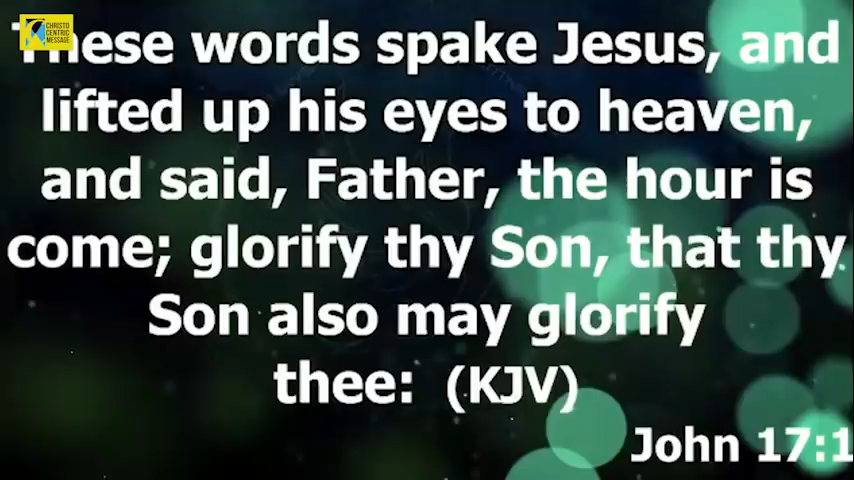 CHRISTO
CENTRIC
MESSAGE
These words spake Jesus, and
lifted up his eyes to heaven,
and said, Father, the hour is
come; glorify thy Son, that thy
Son also may glorify
thee: (KJV)
John 17:1